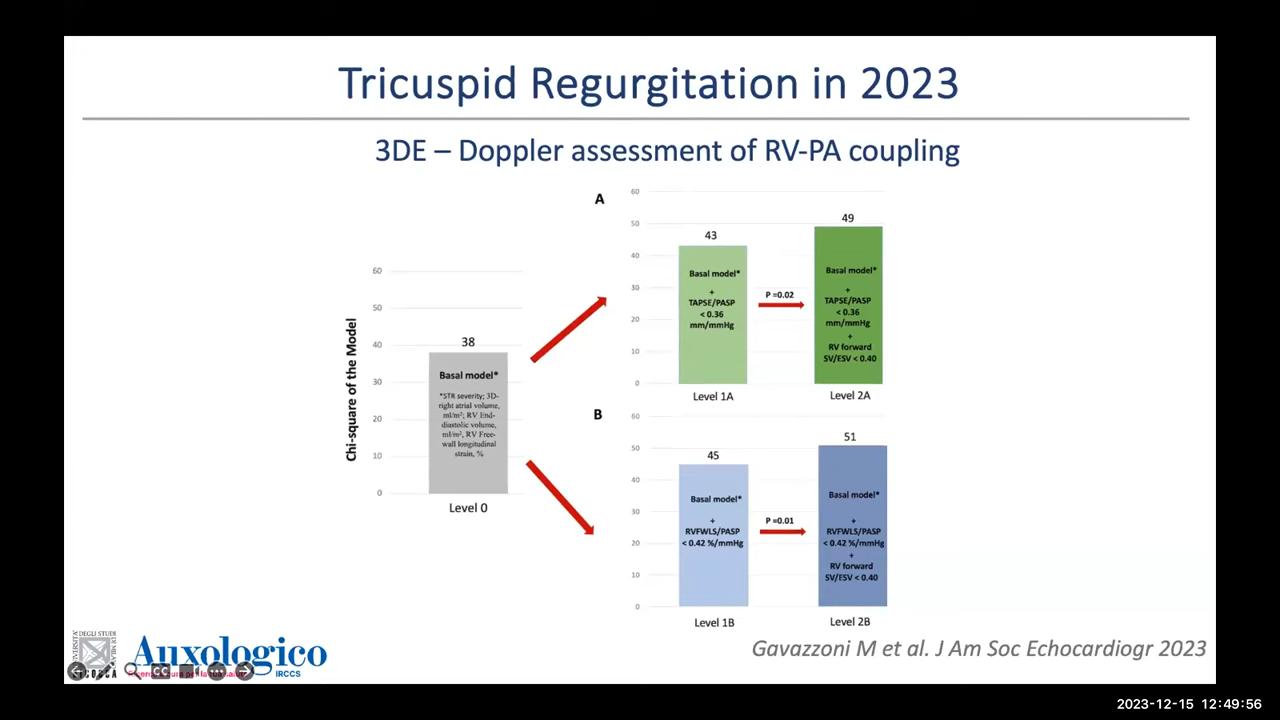 Tricuspid Regurgitation in 2023
3DE – Doppler assessment of RV-PA coupling
Chi-square of the Model
60
50
40
30
20
10
0
38
Basal model*
*STR severity; 3D-
right atrial volume,
ml/m²; RV End-
diastolic volume,
ml/m², RV Free-
wall longitudinal
strain, %
Level 0
A
60
50
40
30
20
10
0
43
Basal model*
+
TAPSE/PASP
< 0.36
mm/mmHg
Level 1A
P =0.02
49
Basal model*
+
TAPSE/PASP
< 0.36
mm/mmHg
+
RV forward
SV/ESV < 0.40
Level 2A
B
60
50
40
30
20
10
0
45
Basal model*
+
RVFWLS/PASP
< 0.42 %/mmHg
Level 1B
P =0.01
51
Basal model*
+
RVFWLS/PASP
< 0.42 %/mmHg
+
RV forward
SV/ESV < 0.40
Level 2B
DEGLI STUDI
Auxologico
IRCCS
CC
Gavazzoni M et al. J Am Soc Echocardiogr 2023
2023-12-15 12:49:56